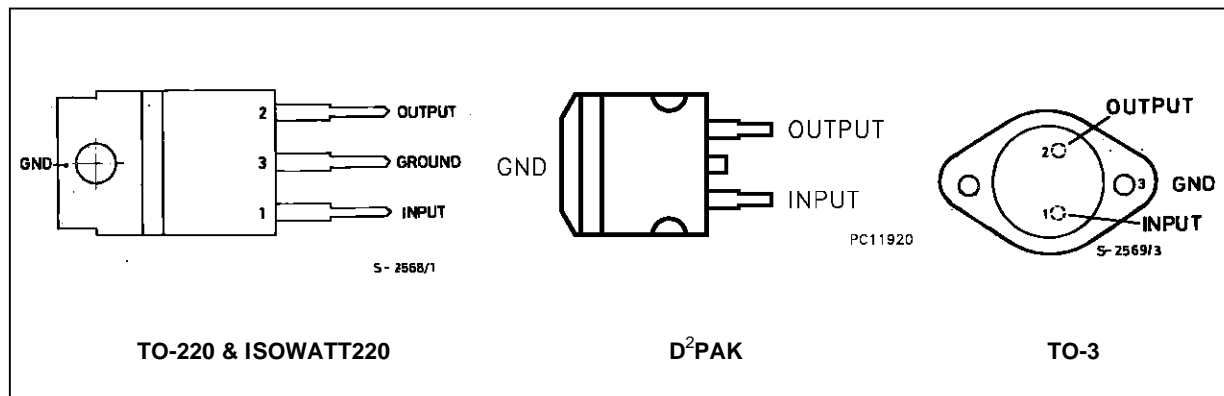 2 OUTPUT
GND 3 GROUND
1 INPUT
S-2568/1
TO-220 & ISOWATT220
OUTPUT
GND
INPUT
PC11920
D²PAK
OUTPUT
2
3 GND
1
INPUT
S-2569/3
TO-3